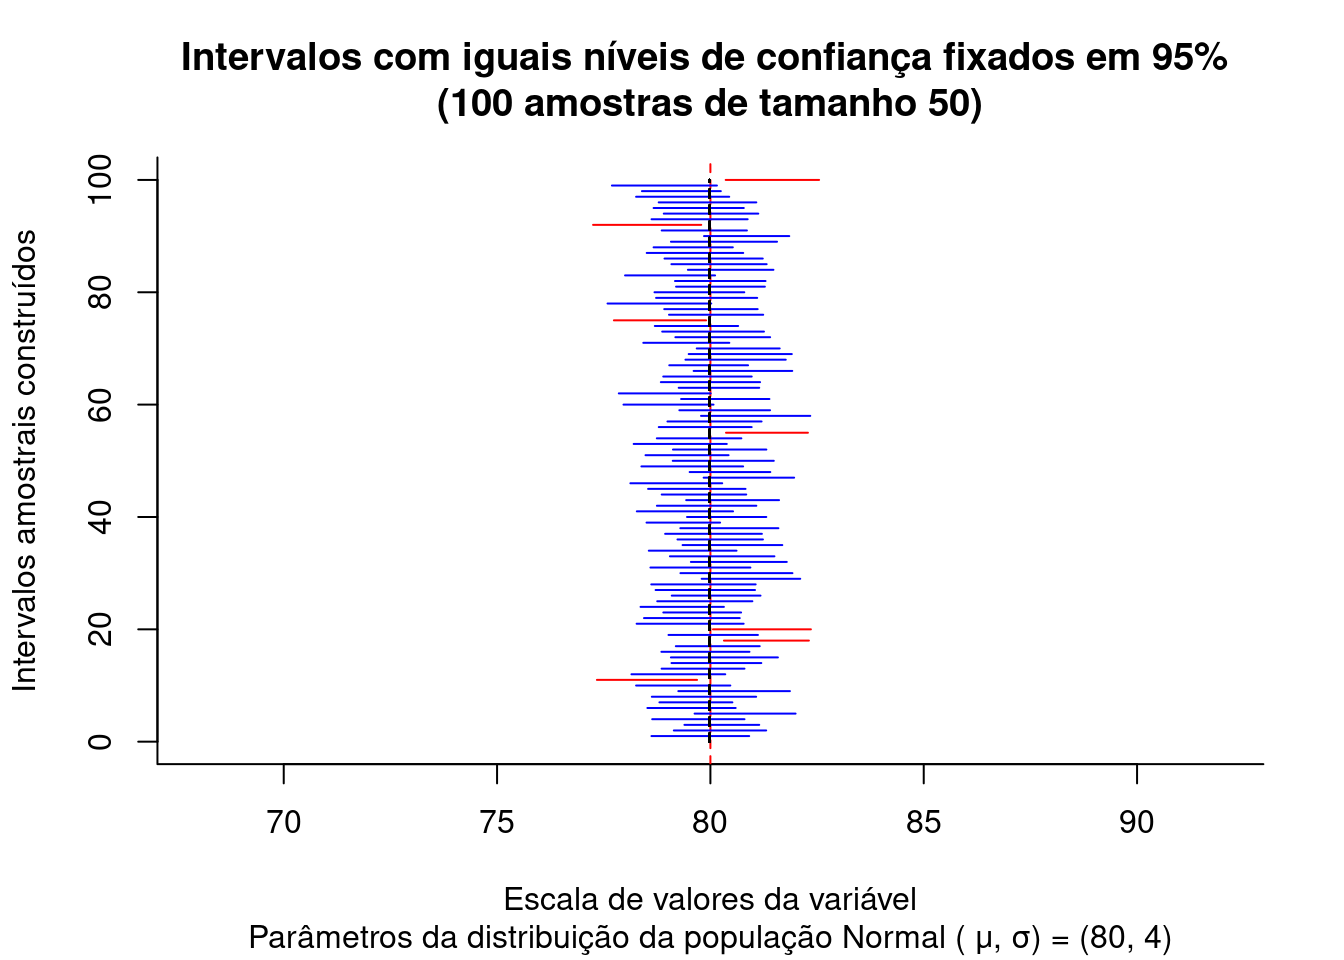 Intervalos com iguais níveis de confiança fixados em 95%
(100 amostras de tamanho 50)
Intervalos amostrais construídos
100
80
60
40
20
0
70 75 80 85 90
Escala de valores da variável
Parâmetros da distribuição da população Normal ( μ, σ) = (80, 4)